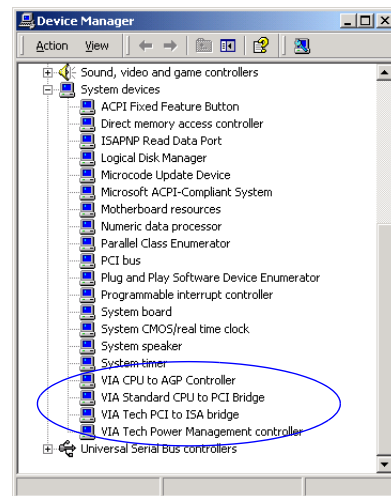 Device Manager
Action View
Sound, video and game controllers
System devices
ACPI Fixed Feature Button
Direct memory access controller
ISAPNP Read Data Port
Logical Disk Manager
Microcode Update Device
Microsoft ACPI-Compliant System
Motherboard resources
Numeric data processor
Parallel Class Enumerator
PCI bus
Plug and Play Software Device Enumerator
Programmable interrupt controller
System board
System CMOS/real time clock
System speaker
System timer
VIA CPU to AGP Controller
VIA Standard CPU to PCI Bridge
VIA Tech PCI to ISA bridge
VIA Tech Power Management controller
Universal Serial Bus controllers